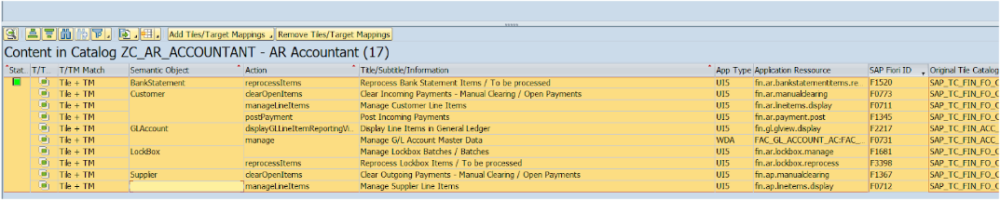 Add Tiles/Target Mappings Remove Tiles/Target Mappings
Content in Catalog ZC_AR_ACCOUNTANT - AR Accountant (17)
Stat... T/T... T/TM Match Semantic Object Action Title/Subtitle/Information App Type Application Ressource SAP Fiori ID Original Tile Catalog
Tile + TM BankStatement reprocessItems Reprocess Bank Statement Items / To be processed UI5 fin.ar.bankstatementitems.re... F1520 SAP_TC_FIN_FO_C
Tile + TM Customer clearOpenItems Clear Incoming Payments - Manual Clearing / Open Payments UI5 fin.ar.manualclearing F0773 SAP_TC_FIN_FO_C
Tile + TM manageLineItems Manage Customer Line Items UI5 fin.ar.lneitems.display F0711 SAP_TC_FIN_FO_C
Tile + TM postPayment Post Incoming Payments UI5 fin.ar.payment.post F1345 SAP_TC_FIN_FO_C
Tile + TM GLAccount displayGLLineItemReportingVi... Display Line Items in General Ledger UI5 fin.gl.glview.display F2217 SAP_TC_FIN_ACC_
Tile + TM manage Manage G/L Account Master Data WDA FAC_GL_ACCOUNT_AC:FAC_... F0731 SAP_TC_FIN_ACC_
Tile + TM LockBox Manage Lockbox Batches / Batches UI5 fin.ar.lockbox.manage F1681 SAP_TC_FIN_FO_C
Tile + TM reprocessItems Reprocess Lockbox Items / To be processed UI5 fin.ar.lockbox.reprocess F3398 SAP_TC_FIN_FO_C
Tile + TM Supplier clearOpenItems Clear Outgoing Payments - Manual Clearing / Open Payments UI5 fin.ap.manualclearing F1367 SAP_TC_FIN_FO_C
Tile + TM manageLineItems Manage Supplier Line Items UI5 fin.ap.lneitems.display F0712 SAP_TC_FIN_FO_C